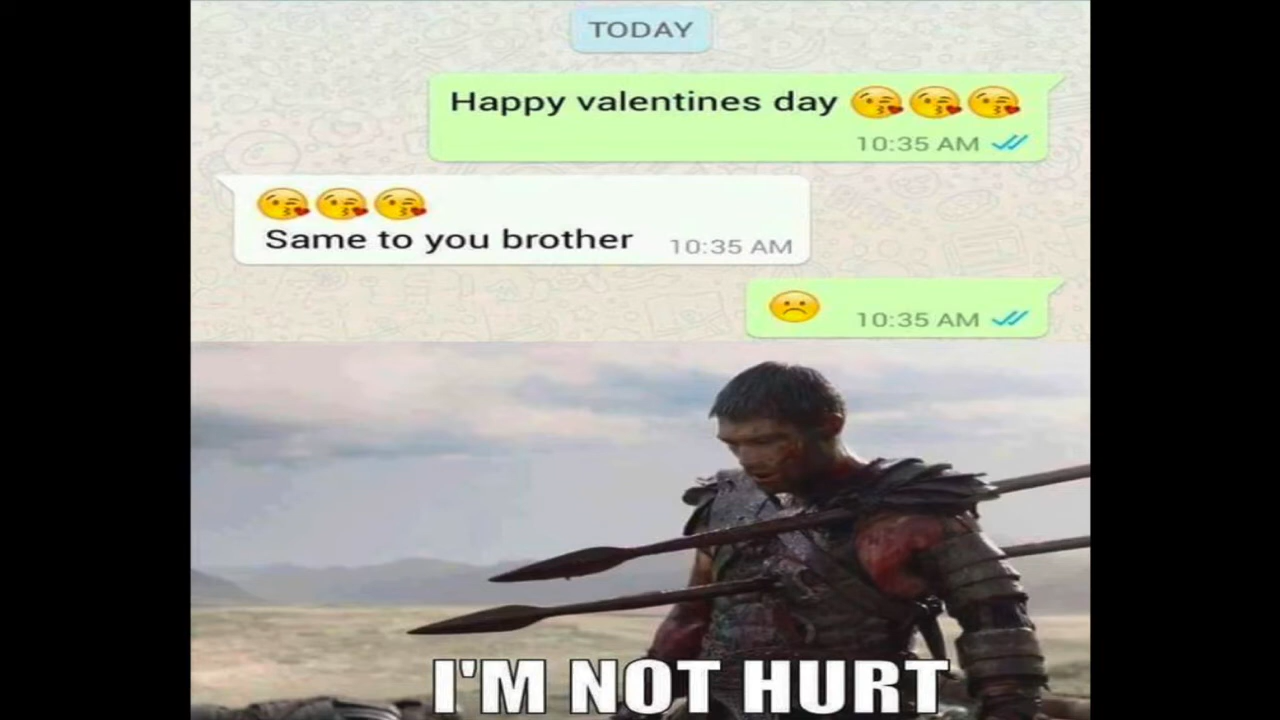 TODAY
Happy valentines day 😘😘😘
10:35 AM
😘😘😘
Same to you brother 10:35 AM
🙁 10:35 AM
I'M NOT HURT